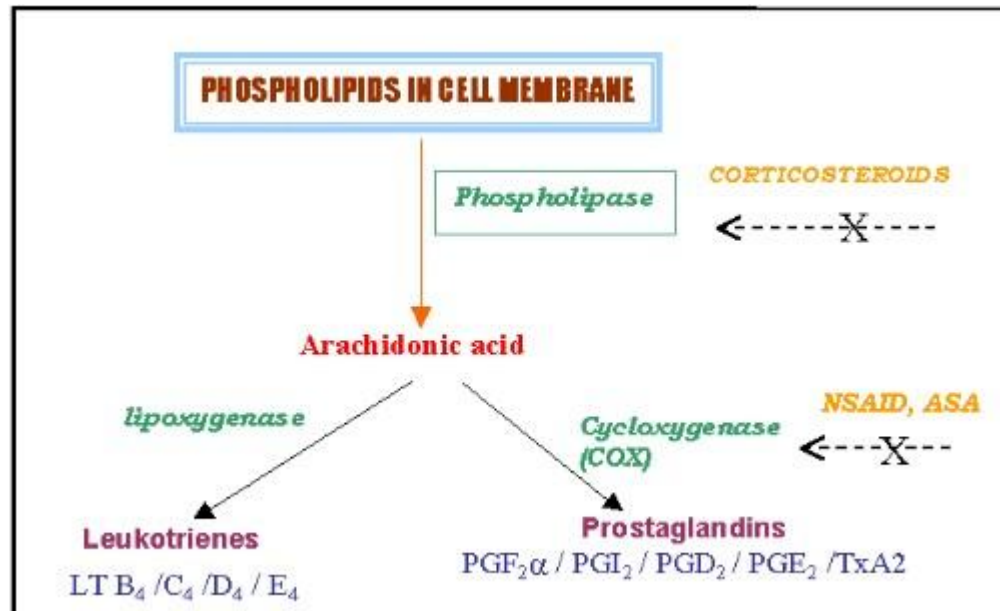 PHOSPHOLIPIDS IN CELL MEMBRANE
Phospholipase
CORTICOSTEROIDS
X
Arachidonic acid
lipoxygenase
Cycloxygenase
(COX)
NSAID, ASA
X
Leukotrienes
LT B₄ /C₄ /D₄ / E₄
Prostaglandins
PGF₂α / PGI₂ / PGD₂ / PGE₂ /TxA2